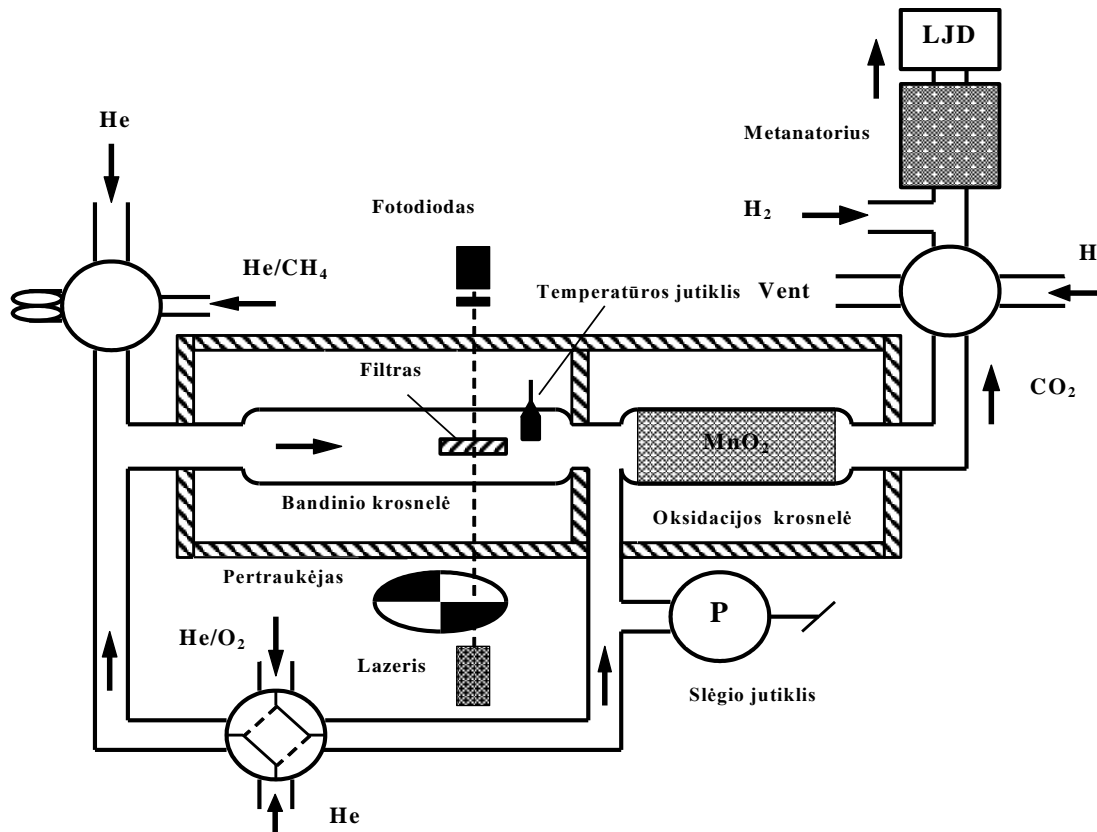 LJD
He
Metanatorius
Fotodiodas
H₂
He/CH₄
H
Temperatūros jutiklis
Vent
Filtras
CO₂
MnO₂
Bandinio krosnelė
Oksidacijos krosnelė
Pertraukėjas
He/O₂
P
Lazeris
Slėgio jutiklis
He